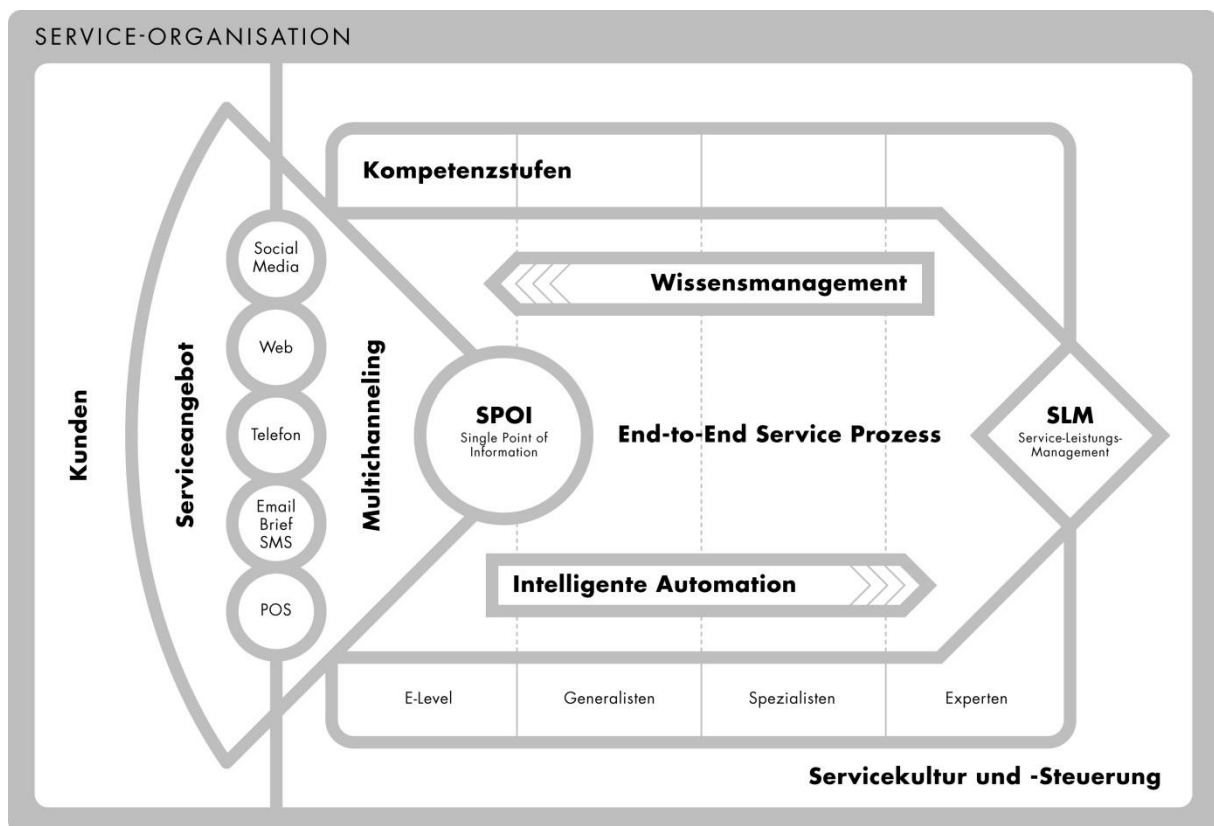 SERVICE-ORGANISATION
Kunden
Serviceangebot
Social
Media
Web
Telefon
Email
Brief
SMS
POS
Multichanneling
Kompetenzstufen
Wissensmanagement
SPOI
Single Point of
Information
End-to-End Service Prozess
SLM
Service-Leistungs-
Management
Intelligente Automation
E-Level
Generalisten
Spezialisten
Experten
Servicekultur und -Steuerung